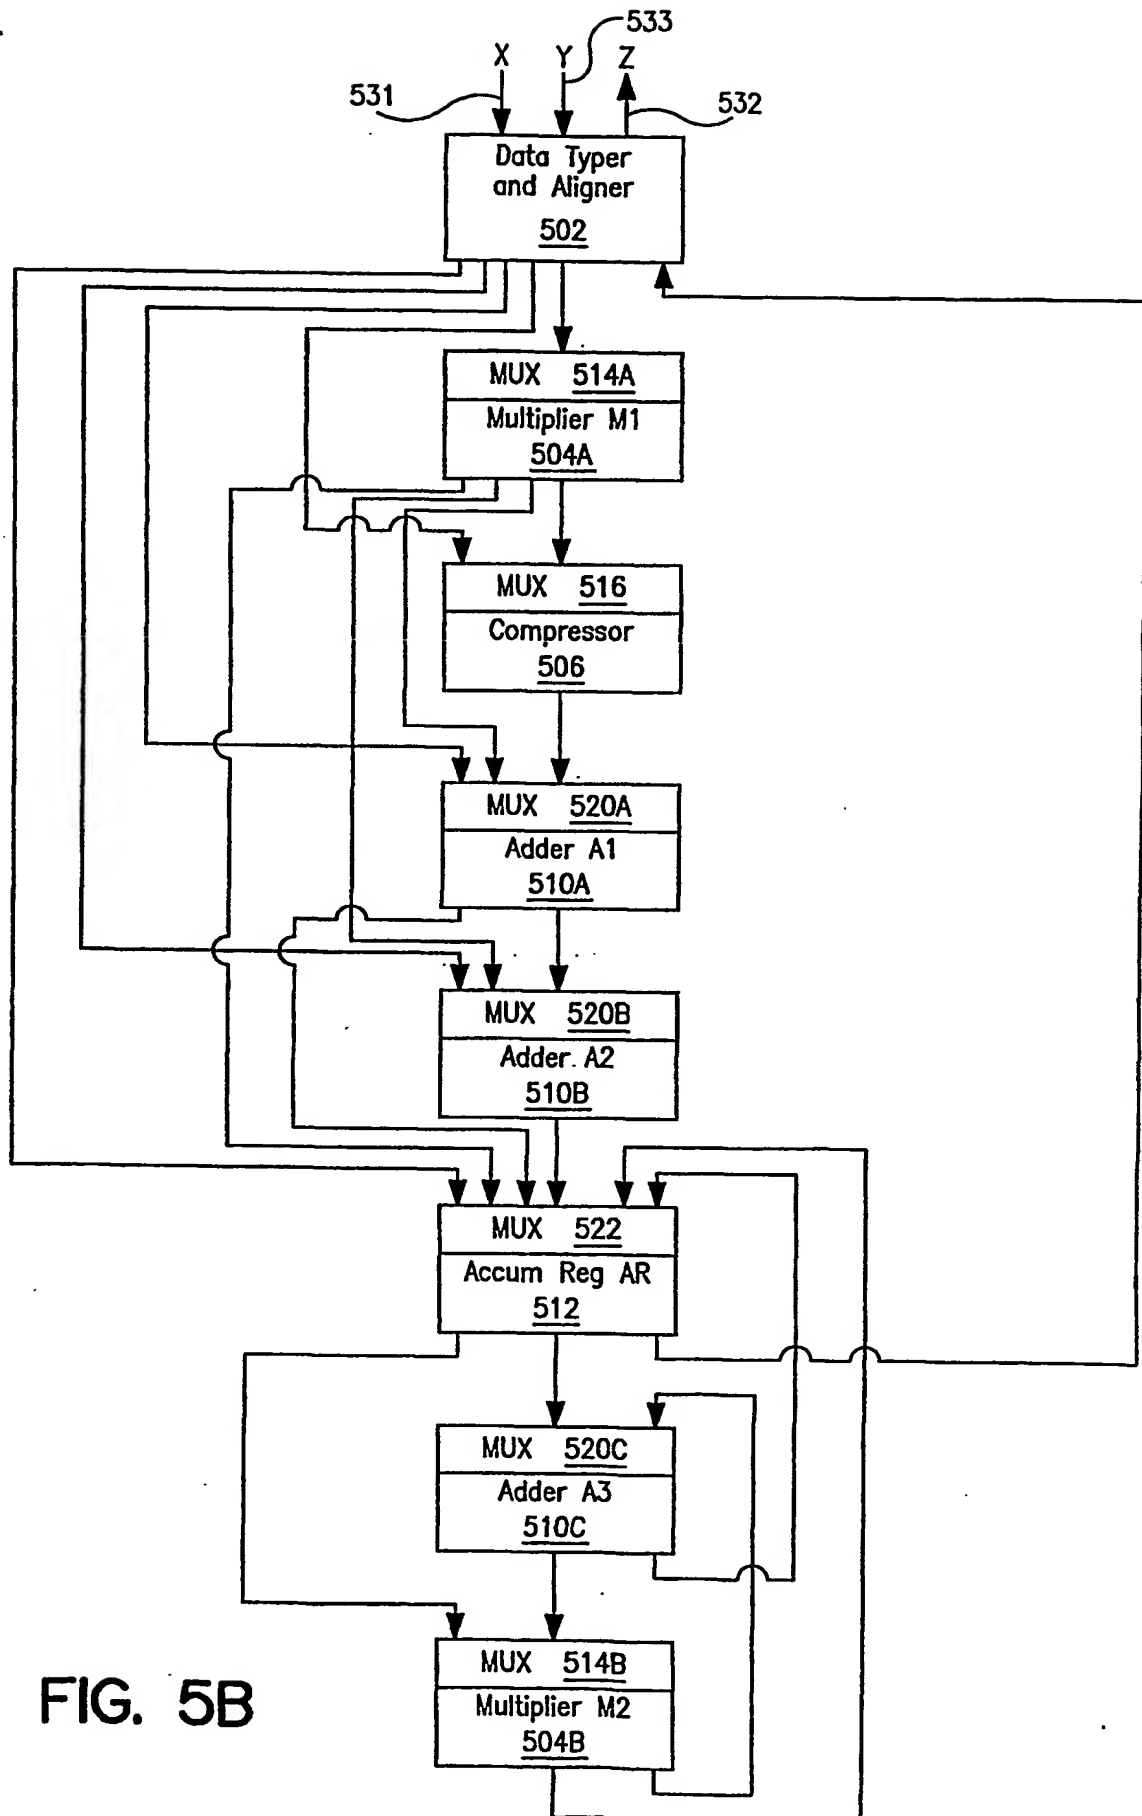 533
X Y Z
531
532
Data Typer
and Aligner
502
MUX 514A
Multiplier M1
504A
MUX 516
Compressor
506
MUX 520A
Adder A1
510A
MUX 520B
Adder A2
510B
MUX 522
Accum Reg AR
512
MUX 520C
Adder A3
510C
MUX 514B
Multiplier M2
504B
FIG. 5B